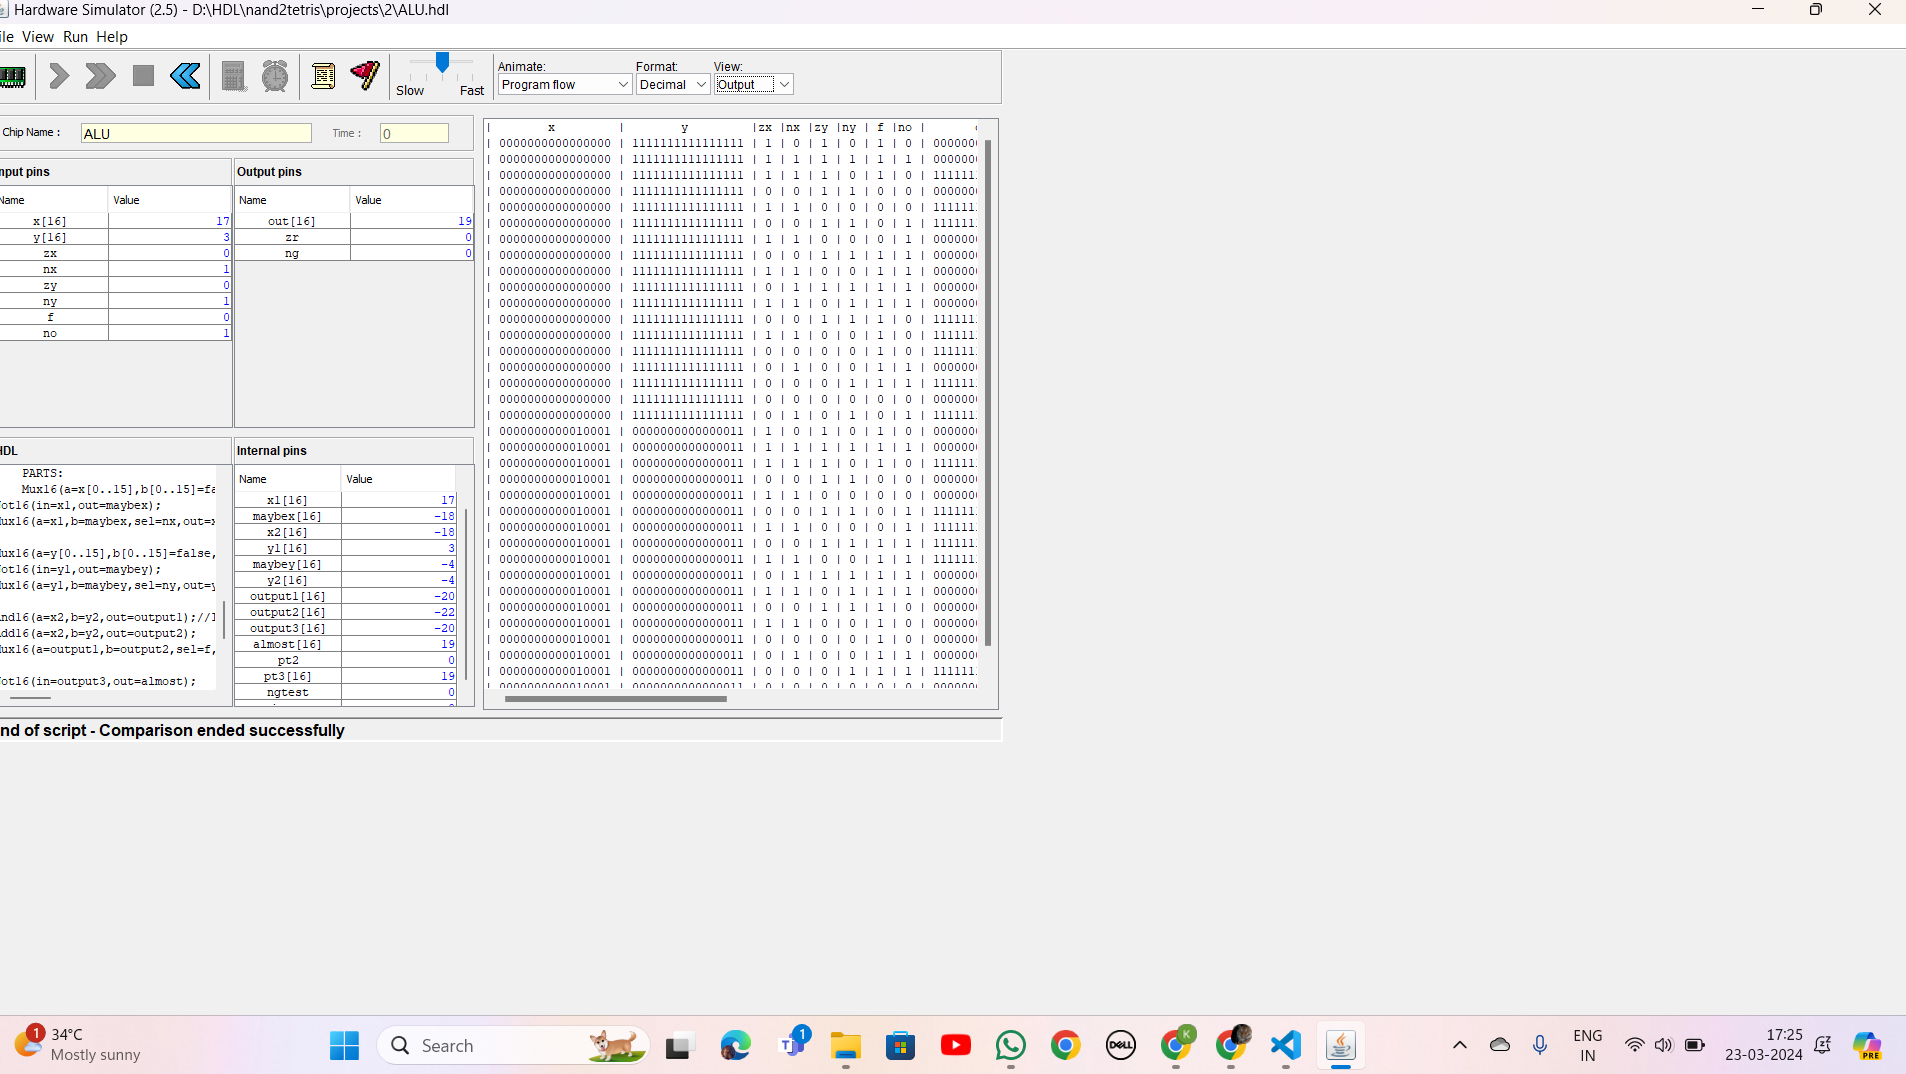 Hardware Simulator (2.5) - D:\HDL\nand2tetris\projects\2\ALU.hdl
ile View Run Help
Animate: Format: View:
Slow Fast Program flow Decimal Output
Chip Name : ALU Time : 0
nput pins
Name Value
x[16] 17
y[16] 3
zx 0
nx 1
zy 0
ny 1
f 0
no 1
Output pins
Name Value
out[16] 19
zr 0
ng 0
HDL
PARTS:
Mux16(a=x[0..15],b[0..15]=fa
ot16(in=x1,out=maybex);
ux16(a=x1,b=maybex,sel=nx,out=x
ux16(a=y[0..15],b[0..15]=false,
ot16(in=y1,out=maybey);
ux16(a=y1,b=maybey,sel=ny,out=y
nd16(a=x2,b=y2,out=output1);//1
dd16(a=x2,b=y2,out=output2);
ux16(a=output1,b=output2,sel=f,
ot16(in=output3,out=almost);
Internal pins
Name Value
x1[16] 17
maybex[16] -18
x2[16] -18
y1[16] 3
maybey[16] -4
y2[16] -4
output1[16] -20
output2[16] -22
output3[16] -20
almost[16] 19
pt2 0
pt3[16] 19
ngtest 0
| x | y |zx |nx |zy |ny | f |no |
| 0000000000000000 | 1111111111111111 | 1 | 0 | 1 | 0 | 1 | 0 | 000000
| 0000000000000000 | 1111111111111111 | 1 | 1 | 1 | 1 | 1 | 1 | 000000
| 0000000000000000 | 1111111111111111 | 1 | 1 | 1 | 0 | 1 | 0 | 111111
| 0000000000000000 | 1111111111111111 | 0 | 0 | 1 | 1 | 0 | 0 | 000000
| 0000000000000000 | 1111111111111111 | 1 | 1 | 0 | 0 | 0 | 0 | 111111
| 0000000000000000 | 1111111111111111 | 0 | 0 | 1 | 1 | 0 | 1 | 111111
| 0000000000000000 | 1111111111111111 | 1 | 1 | 0 | 0 | 0 | 1 | 000000
| 0000000000000000 | 1111111111111111 | 0 | 0 | 1 | 1 | 1 | 1 | 000000
| 0000000000000000 | 1111111111111111 | 1 | 1 | 0 | 0 | 1 | 1 | 000000
| 0000000000000000 | 1111111111111111 | 0 | 1 | 1 | 1 | 1 | 1 | 000000
| 0000000000000000 | 1111111111111111 | 1 | 1 | 0 | 1 | 1 | 1 | 000000
| 0000000000000000 | 1111111111111111 | 0 | 0 | 1 | 1 | 1 | 0 | 111111
| 0000000000000000 | 1111111111111111 | 1 | 1 | 0 | 0 | 1 | 0 | 111111
| 0000000000000000 | 1111111111111111 | 0 | 0 | 0 | 0 | 1 | 0 | 111111
| 0000000000000000 | 1111111111111111 | 0 | 1 | 0 | 0 | 1 | 1 | 000000
| 0000000000000000 | 1111111111111111 | 0 | 0 | 0 | 1 | 1 | 1 | 111111
| 0000000000000000 | 1111111111111111 | 0 | 0 | 0 | 0 | 0 | 0 | 000000
| 0000000000000000 | 1111111111111111 | 0 | 1 | 0 | 1 | 0 | 1 | 111111
| 0000000000010001 | 0000000000000011 | 1 | 0 | 1 | 0 | 1 | 0 | 000000
| 0000000000010001 | 0000000000000011 | 1 | 1 | 1 | 1 | 1 | 1 | 000000
| 0000000000010001 | 0000000000000011 | 1 | 1 | 1 | 0 | 1 | 0 | 111111
| 0000000000010001 | 0000000000000011 | 0 | 0 | 1 | 1 | 0 | 0 | 000000
| 0000000000010001 | 0000000000000011 | 1 | 1 | 0 | 0 | 0 | 0 | 000000
| 0000000000010001 | 0000000000000011 | 0 | 0 | 1 | 1 | 0 | 1 | 111111
| 0000000000010001 | 0000000000000011 | 1 | 1 | 0 | 0 | 0 | 1 | 111111
| 0000000000010001 | 0000000000000011 | 0 | 0 | 1 | 1 | 1 | 1 | 111111
| 0000000000010001 | 0000000000000011 | 1 | 1 | 0 | 0 | 1 | 1 | 111111
| 0000000000010001 | 0000000000000011 | 0 | 1 | 1 | 1 | 1 | 1 | 000000
| 0000000000010001 | 0000000000000011 | 1 | 1 | 0 | 1 | 1 | 1 | 000000
| 0000000000010001 | 0000000000000011 | 0 | 0 | 1 | 1 | 1 | 0 | 000000
| 0000000000010001 | 0000000000000011 | 1 | 1 | 0 | 0 | 1 | 0 | 000000
| 0000000000010001 | 0000000000000011 | 0 | 0 | 0 | 0 | 1 | 0 | 000000
| 0000000000010001 | 0000000000000011 | 0 | 1 | 0 | 0 | 1 | 1 | 000000
| 0000000000010001 | 0000000000000011 | 0 | 0 | 0 | 1 | 1 | 1 | 111111
| 0000000000010001 | 0000000000000011 | 0 | 0 | 0 | 0 | 0 | 0 | 000000
nd of script - Comparison ended successfully
1
34°C
Mostly sunny
Search
1
DELL
K
ENG
IN
17:25
23-03-2024
PRE